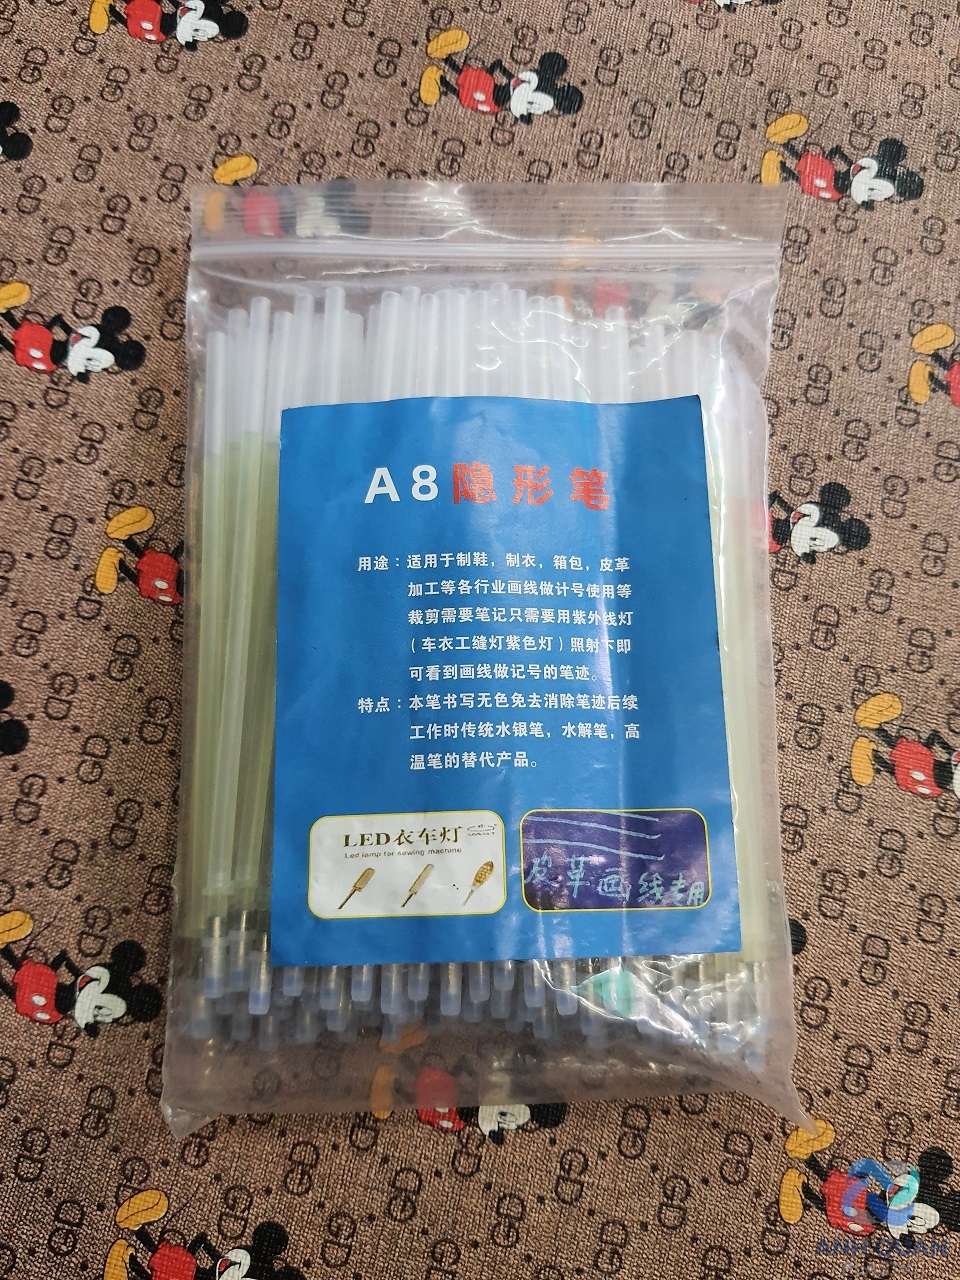 A8隐形笔
用途：适用于制鞋，制衣，箱包，皮革
加工等各行业画线做计号使用等
裁剪需要笔记只需要用紫外线灯
(车衣工缝灯紫色灯)照射下即
可看到画线做记号的笔迹。
特点：本笔书写无色免去消除笔迹后续
工作时传统水银笔，水解笔，高
温笔的替代产品。
LED衣车灯
Led lamp for sewing machine
皮革画线专用
ANH QUAN